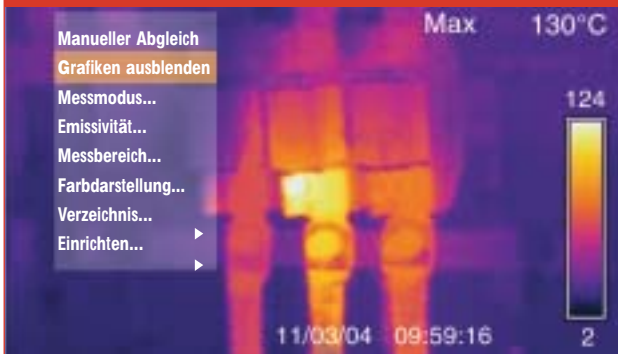 Max 130°C
Manueller Abgleich
Grafiken ausblenden
Messmodus...
Emissivität...
Messbereich...
Farbdarstellung...
Verzeichnis...
Einrichten...
124
2
11/03/04 09:59:16